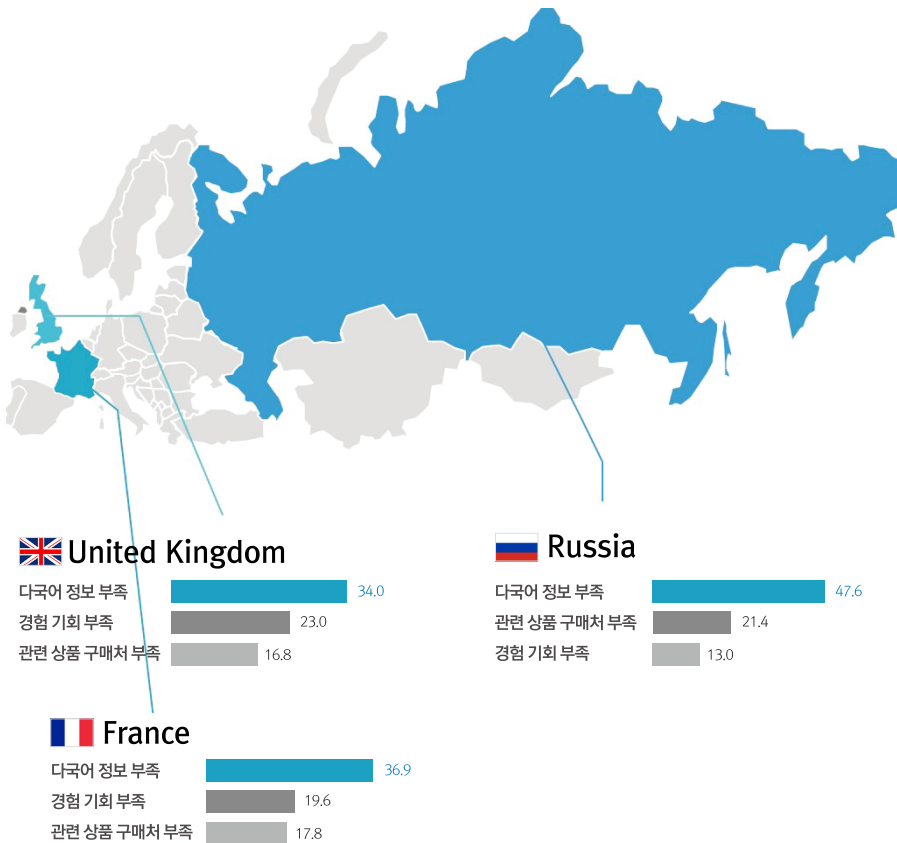 United Kingdom
다국어 정보 부족 34.0
경험 기회 부족 23.0
관련 상품 구매처 부족 16.8
Russia
다국어 정보 부족 47.6
관련 상품 구매처 부족 21.4
경험 기회 부족 13.0
France
다국어 정보 부족 36.9
경험 기회 부족 19.6
관련 상품 구매처 부족 17.8